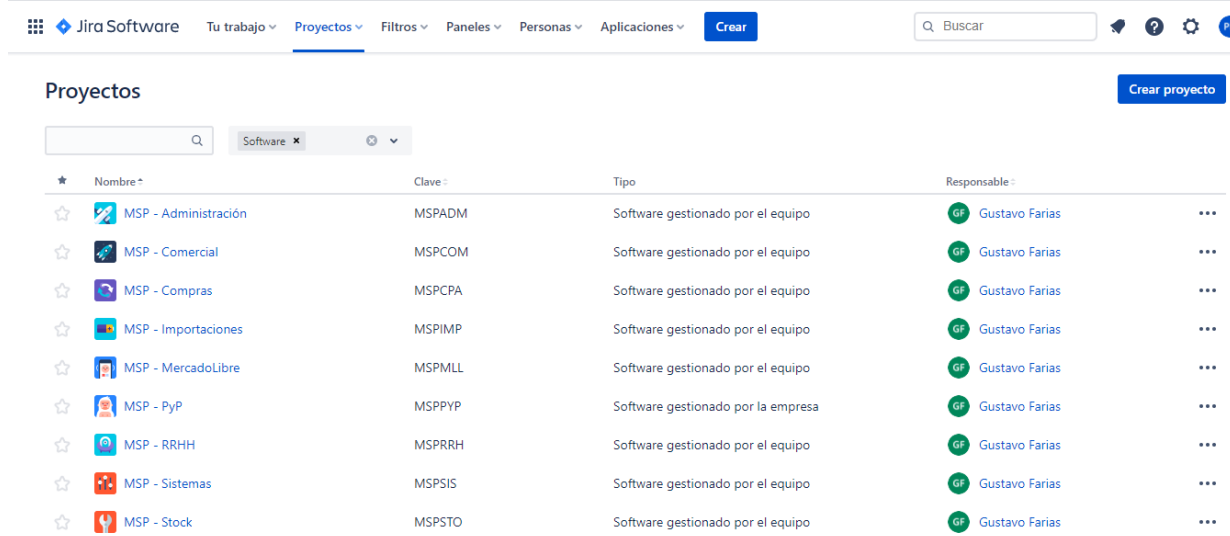 Jira Software Tu trabajo Proyectos Filtros Paneles Personas Aplicaciones Crear Buscar
Proyectos Crear proyecto
Software
Nombre Clave Tipo Responsable
MSP - Administración MSPADM Software gestionado por el equipo GF Gustavo Farias
MSP - Comercial MSPCOM Software gestionado por el equipo GF Gustavo Farias
MSP - Compras MSPCPA Software gestionado por el equipo GF Gustavo Farias
MSP - Importaciones MSPIMP Software gestionado por el equipo GF Gustavo Farias
MSP - MercadoLibre MSPMLL Software gestionado por el equipo GF Gustavo Farias
MSP - PyP MSPPYP Software gestionado por la empresa GF Gustavo Farias
MSP - RRHH MSPRRH Software gestionado por el equipo GF Gustavo Farias
MSP - Sistemas MSPSIS Software gestionado por el equipo GF Gustavo Farias
MSP - Stock MSPSTO Software gestionado por el equipo GF Gustavo Farias